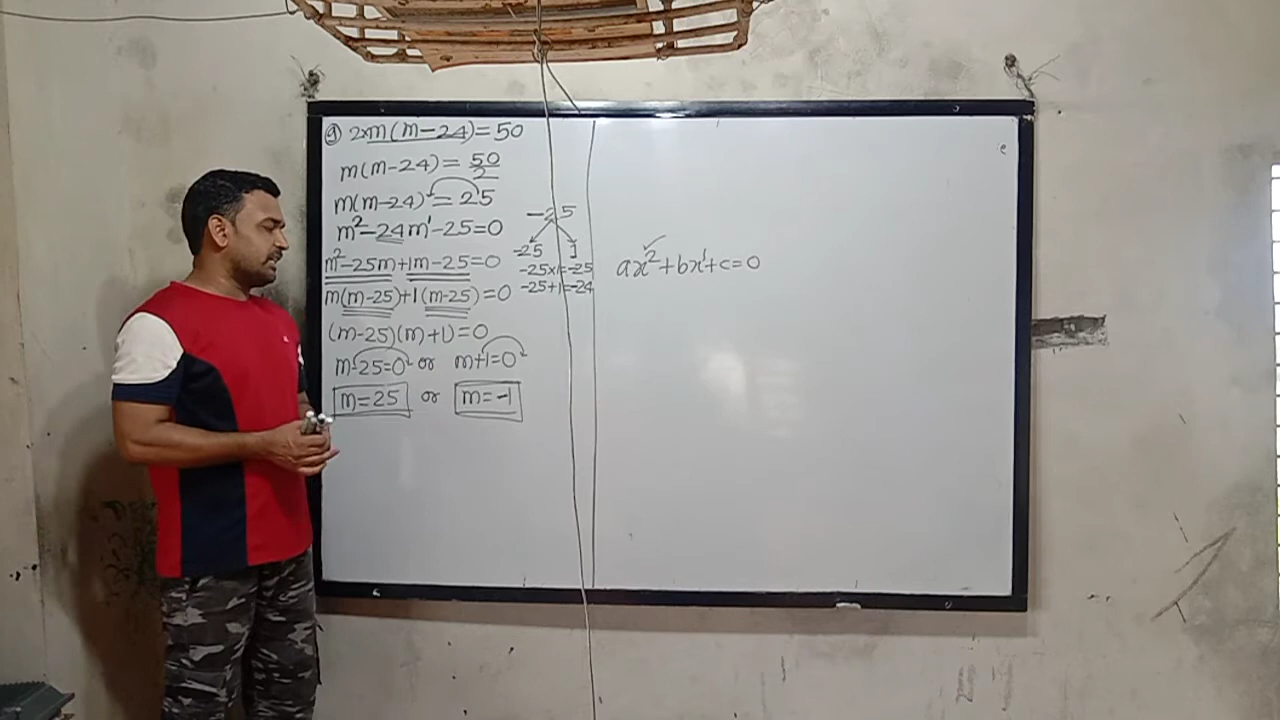 9) 2×m(m-24)=50
m(m-24)=50/2
m(m-24)=25
m²-24m¹-25=0
m²-25m+1m-25=0
m(m-25)+1(m-25)=0
(m-25)(m+1)=0
m-25=0 or m+1=0
m=25 or m=-1
-25
-25 1
-25×1=-25
-25+1=-24
ax²+bx¹+c=0